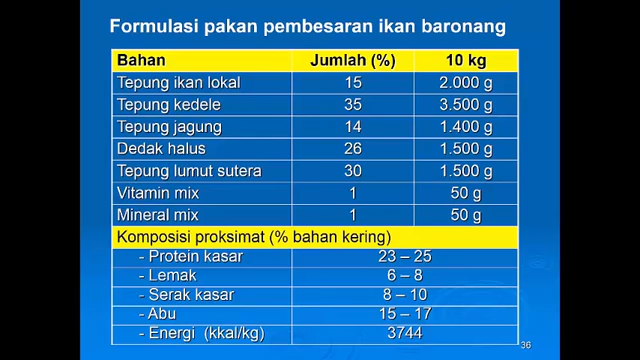 Formulasi pakan pembesaran ikan baronang
Bahan Jumlah (%) 10 kg
Tepung ikan lokal 15 2.000 g
Tepung kedele 35 3.500 g
Tepung jagung 14 1.400 g
Dedak halus 26 1.500 g
Tepung lumut sutera 30 1.500 g
Vitamin mix 1 50 g
Mineral mix 1 50 g
Komposisi proksimat (% bahan kering)
- Protein kasar 23 – 25
- Lemak 6 – 8
- Serak kasar 8 – 10
- Abu 15 – 17
- Energi (kkal/kg) 3744
36